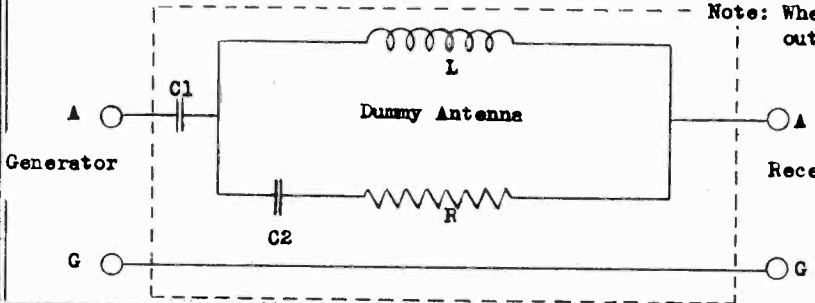 Note: Whe
out
L
C1
A
Dummy Antenna
A
Generator
Rece
R
C2
G
G